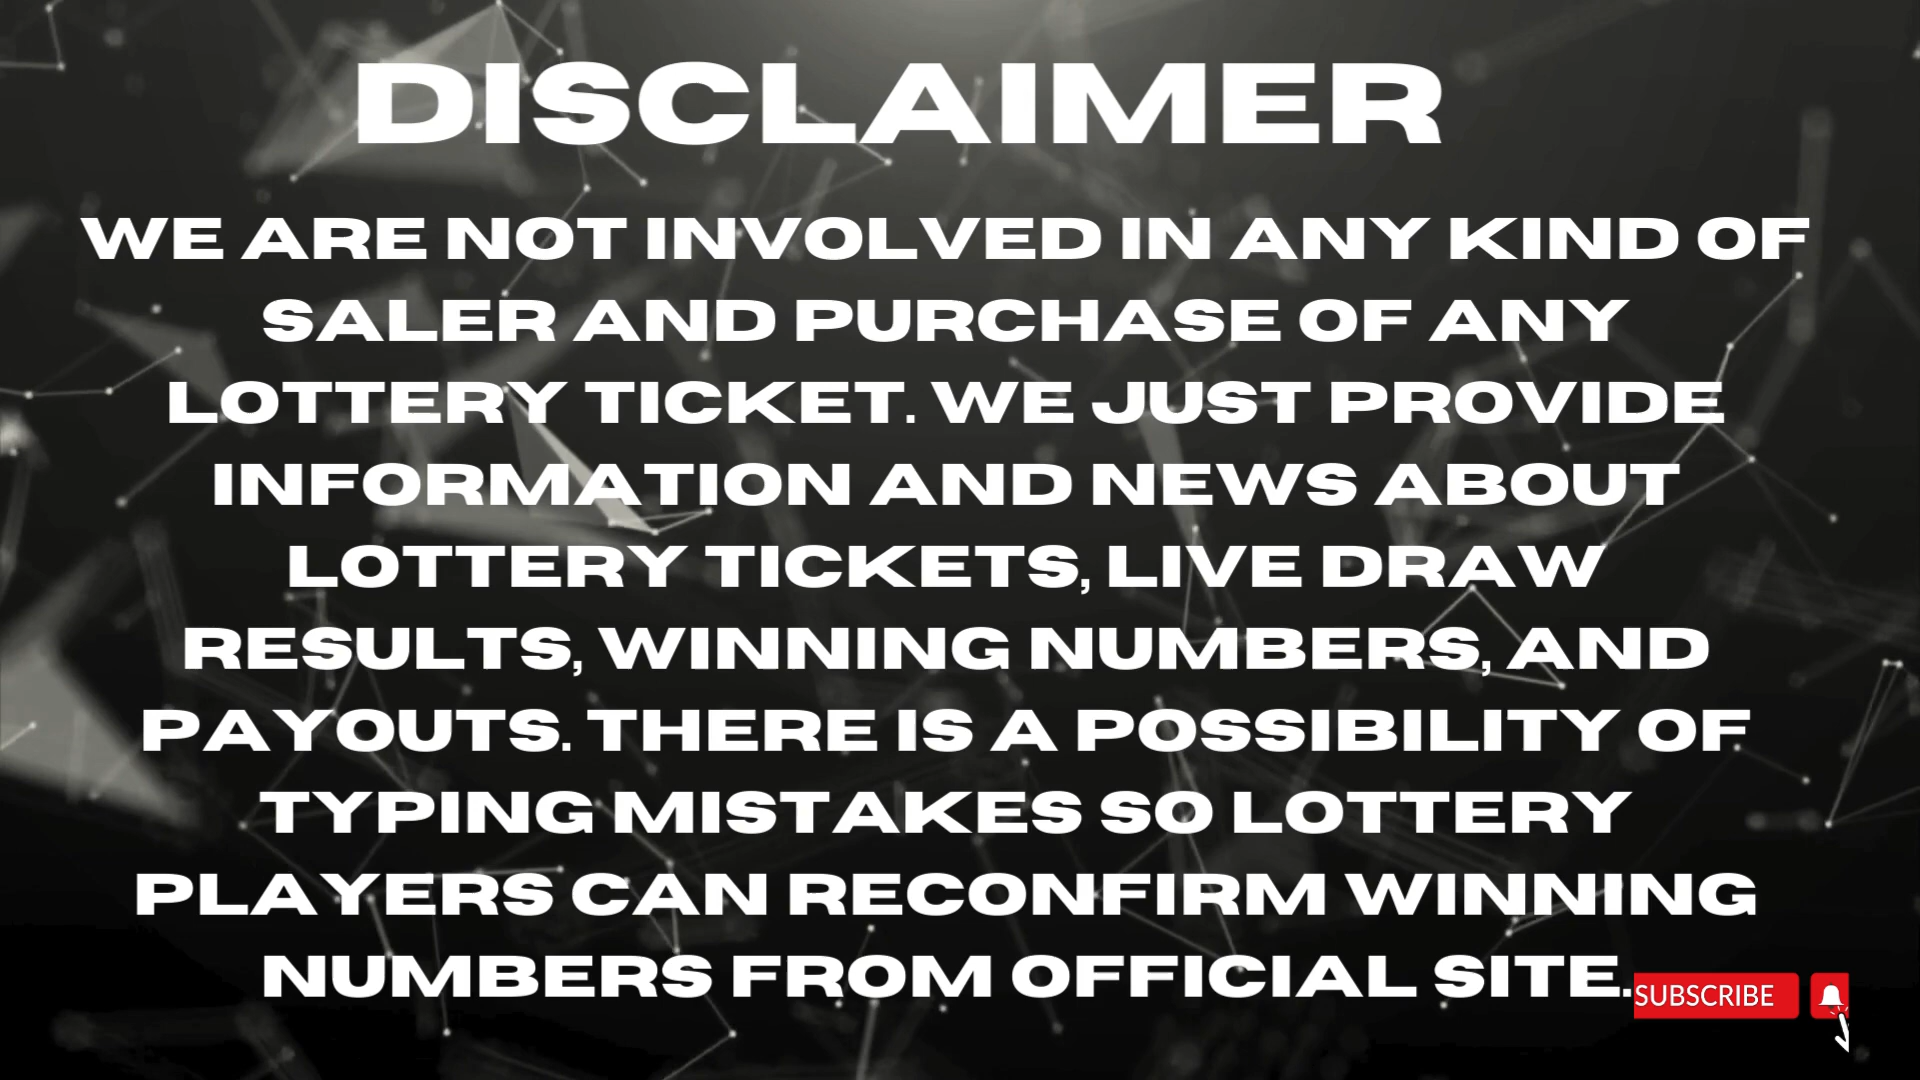 DISCLAIMER
WE ARE NOT INVOLVED IN ANY KIND OF
SALER AND PURCHASE OF ANY
LOTTERY TICKET. WE JUST PROVIDE
INFORMATION AND NEWS ABOUT
LOTTERY TICKETS, LIVE DRAW
RESULTS, WINNING NUMBERS, AND
PAYOUTS. THERE IS A POSSIBILITY OF
TYPING MISTAKES SO LOTTERY
PLAYERS CAN RECONFIRM WINNING
NUMBERS FROM OFFICIAL SITE.
SUBSCRIBE